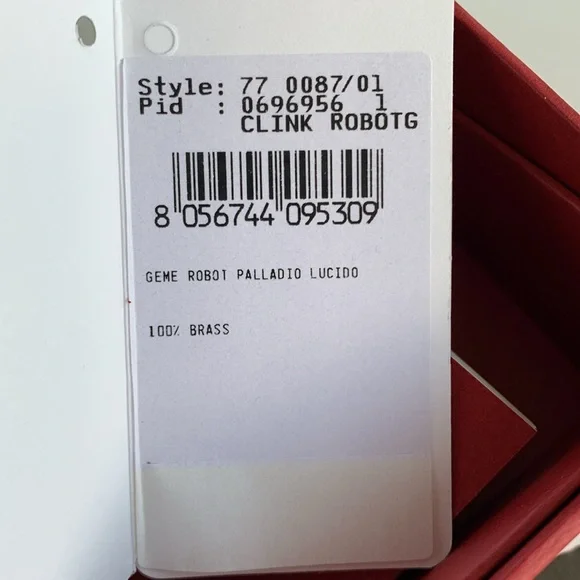 Style: 77 0087/01
Pid : 0696956 1
CLINK ROBOTG
8 056744 095309
GEME ROBOT PALLADIO LUCIDO
100% BRASS